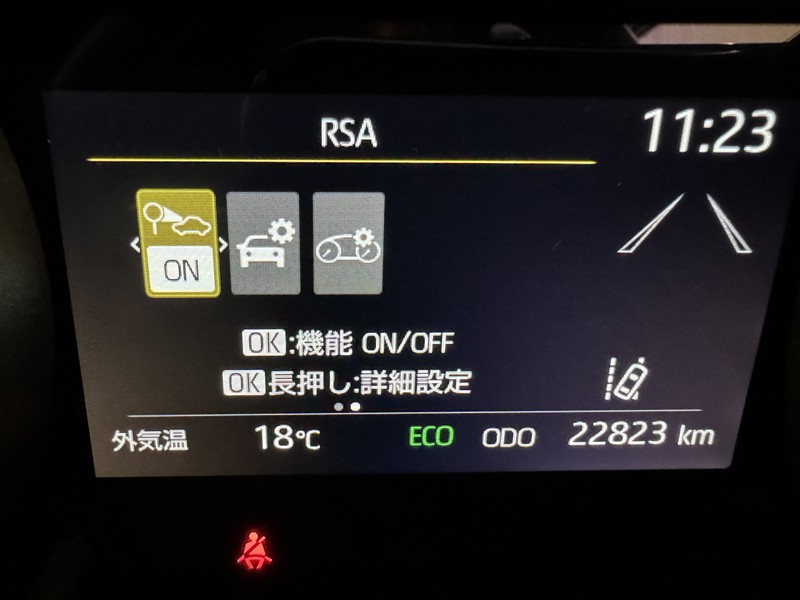 RSA
11:23
ON
OK:機能 ON/OFF
OK長押し:詳細設定
外気温 18℃ ECO ODO 22823 km